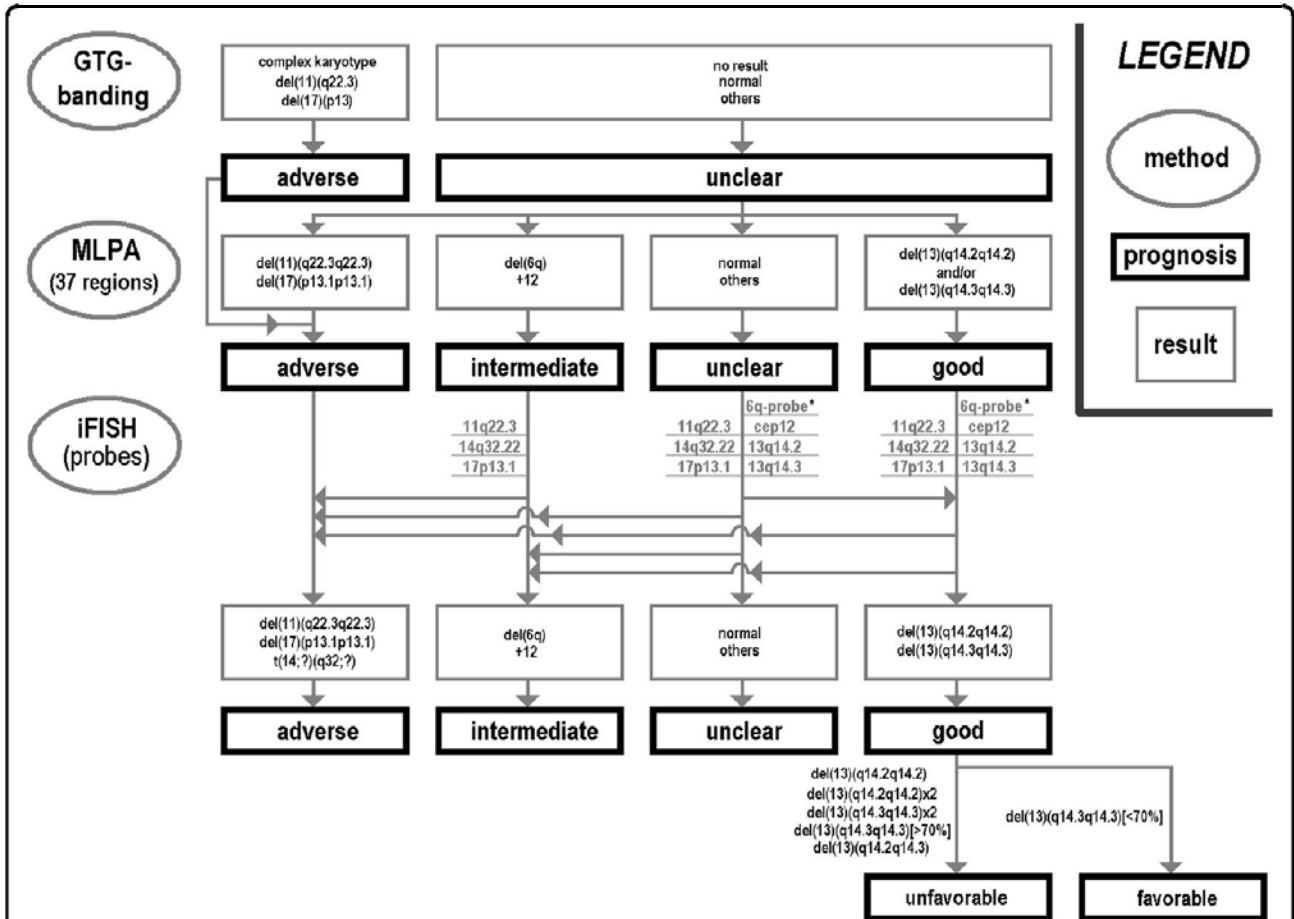 GTG-
banding
complex karyotype
del(11)(q22.3)
del(17)(p13)
no result
normal
others
LEGEND
method
prognosis
result
adverse
unclear
MLPA
(37 regions)
del(11)(q22.3q22.3)
del(17)(p13.1p13.1)
del(6q)
+12
normal
others
del(13)(q14.2q14.2)
and/or
del(13)(q14.3q14.3)
adverse
intermediate
unclear
good
iFISH
(probes)
11q22.3
14q32.22
17p13.1
6q-probe*
11q22.3 cep12
14q32.22 13q14.2
17p13.1 13q14.3
6q-probe*
11q22.3 cep12
14q32.22 13q14.2
17p13.1 13q14.3
del(11)(q22.3q22.3)
del(17)(p13.1p13.1)
t(14;?)(q32;?)
del(6q)
+12
normal
others
del(13)(q14.2q14.2)
del(13)(q14.3q14.3)
adverse
intermediate
unclear
good
del(13)(q14.2q14.2)
del(13)(q14.2q14.2)x2
del(13)(q14.3q14.3)x2
del(13)(q14.3q14.3)[>70%]
del(13)(q14.2q14.3)
del(13)(q14.3q14.3)[<70%]
unfavorable
favorable